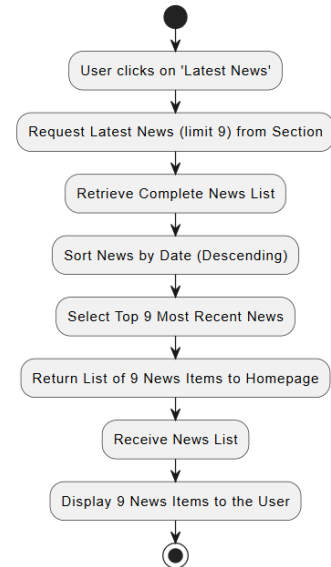 User clicks on 'Latest News'
Request Latest News (limit 9) from Section
Retrieve Complete News List
Sort News by Date (Descending)
Select Top 9 Most Recent News
Return List of 9 News Items to Homepage
Receive News List
Display 9 News Items to the User